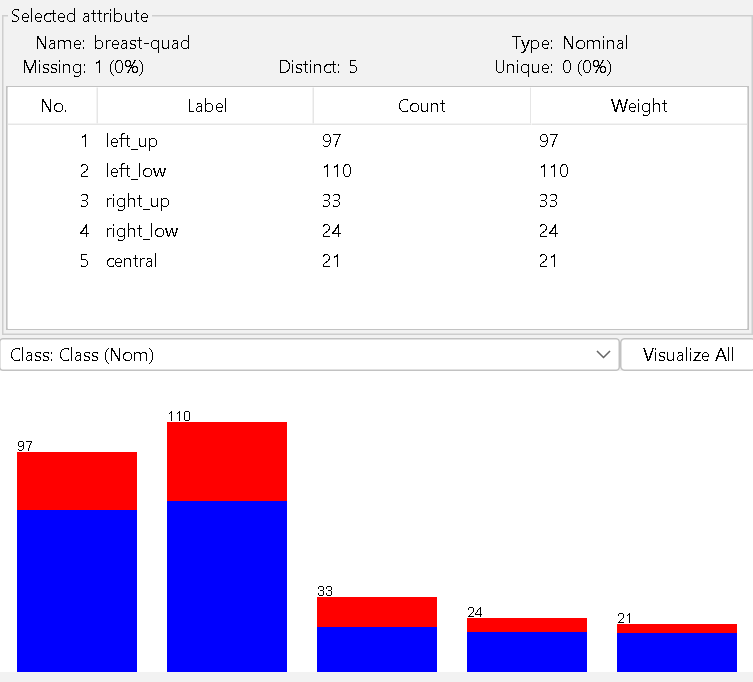 Selected attribute
Name: breast-quad Type: Nominal
Missing: 1 (0%) Distinct: 5 Unique: 0 (0%)
No. Label Count Weight
1 left_up 97 97
2 left_low 110 110
3 right_up 33 33
4 right_low 24 24
5 central 21 21
Class: Class (Nom) Visualize All
110
97
33
24
21